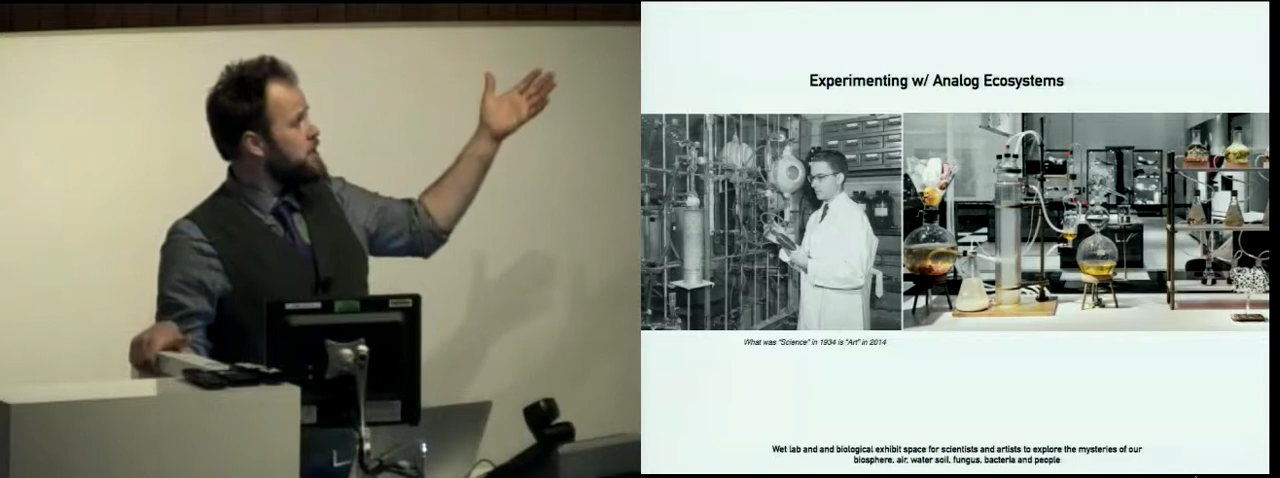 Experimenting w/ Analog Ecosystems
What was "Science" in 1934 is "Art" in 2014
Wet lab and and biological exhibit space for scientists and artists to explore the mysteries of our
biosphere, air, water soil, fungus, bacteria and people